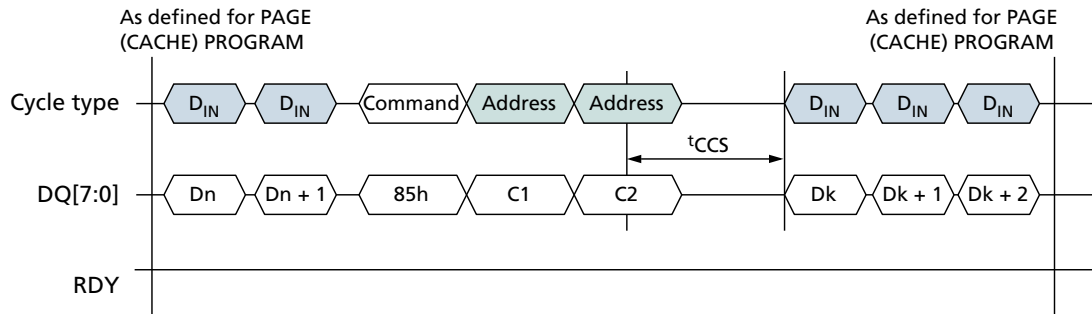 As defined for PAGE
(CACHE) PROGRAM
As defined for PAGE
(CACHE) PROGRAM
Cycle type
DIN DIN Command Address Address DIN DIN DIN
tCCS
DQ[7:0]
Dn Dn + 1 85h C1 C2 Dk Dk + 1 Dk + 2
RDY